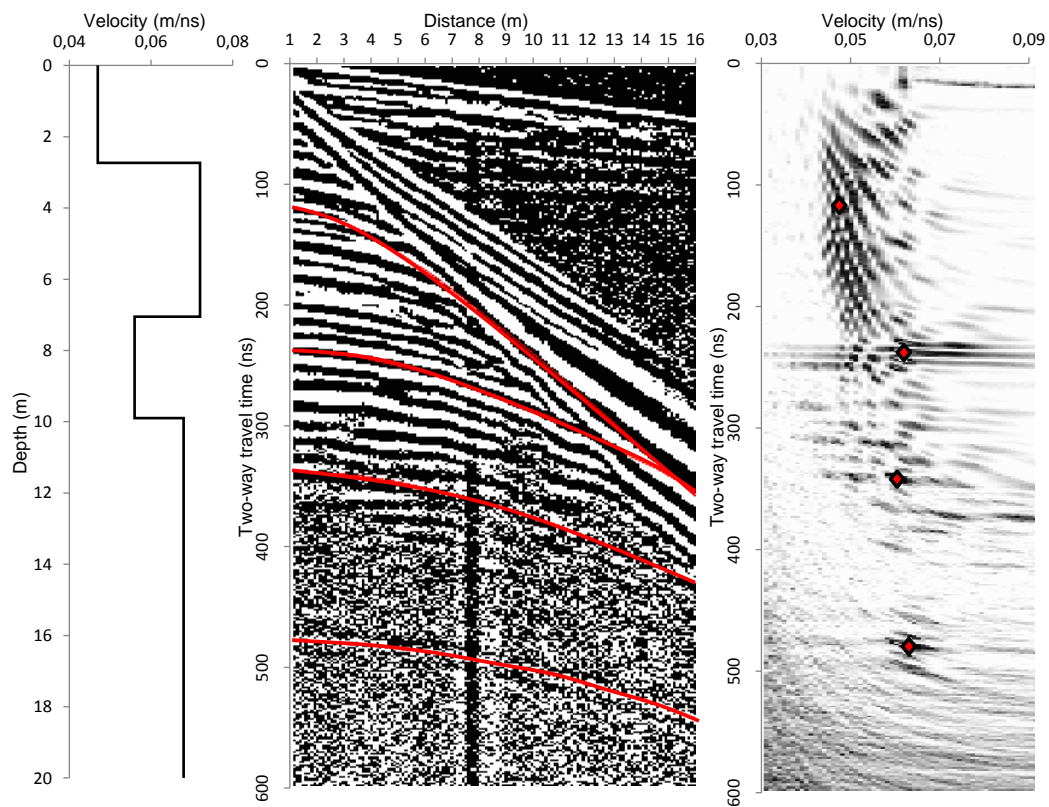 Velocity (m/ns)
0,04 0,06 0,08
0
2
4
6
8
10
12
14
16
18
20
Depth (m)
Distance (m)
1 2 3 4 5 6 7 8 9 10 11 12 13 14 15 16
0
100
200
300
400
500
600
Two-way travel time (ns)
Velocity (m/ns)
0,03 0,05 0,07 0,09
0
100
200
300
400
500
600
Two-way travel time (ns)